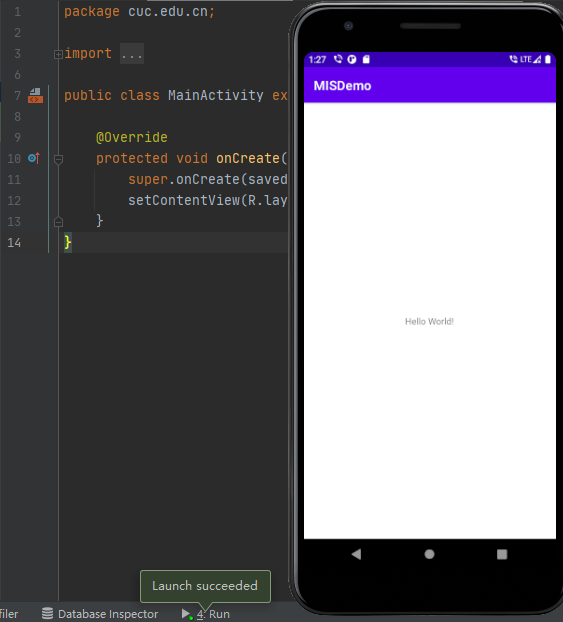 1 package cuc.edu.cn;
2
3 import ...
6
7 public class MainActivity ex
8
9 @Override
10 protected void onCreate(
11 super.onCreate(saved
12 setContentView(R.lay
13 }
14 }
1:27 LTE
MISDemo
Hello World!
Launch succeeded
filer Database Inspector 4: Run